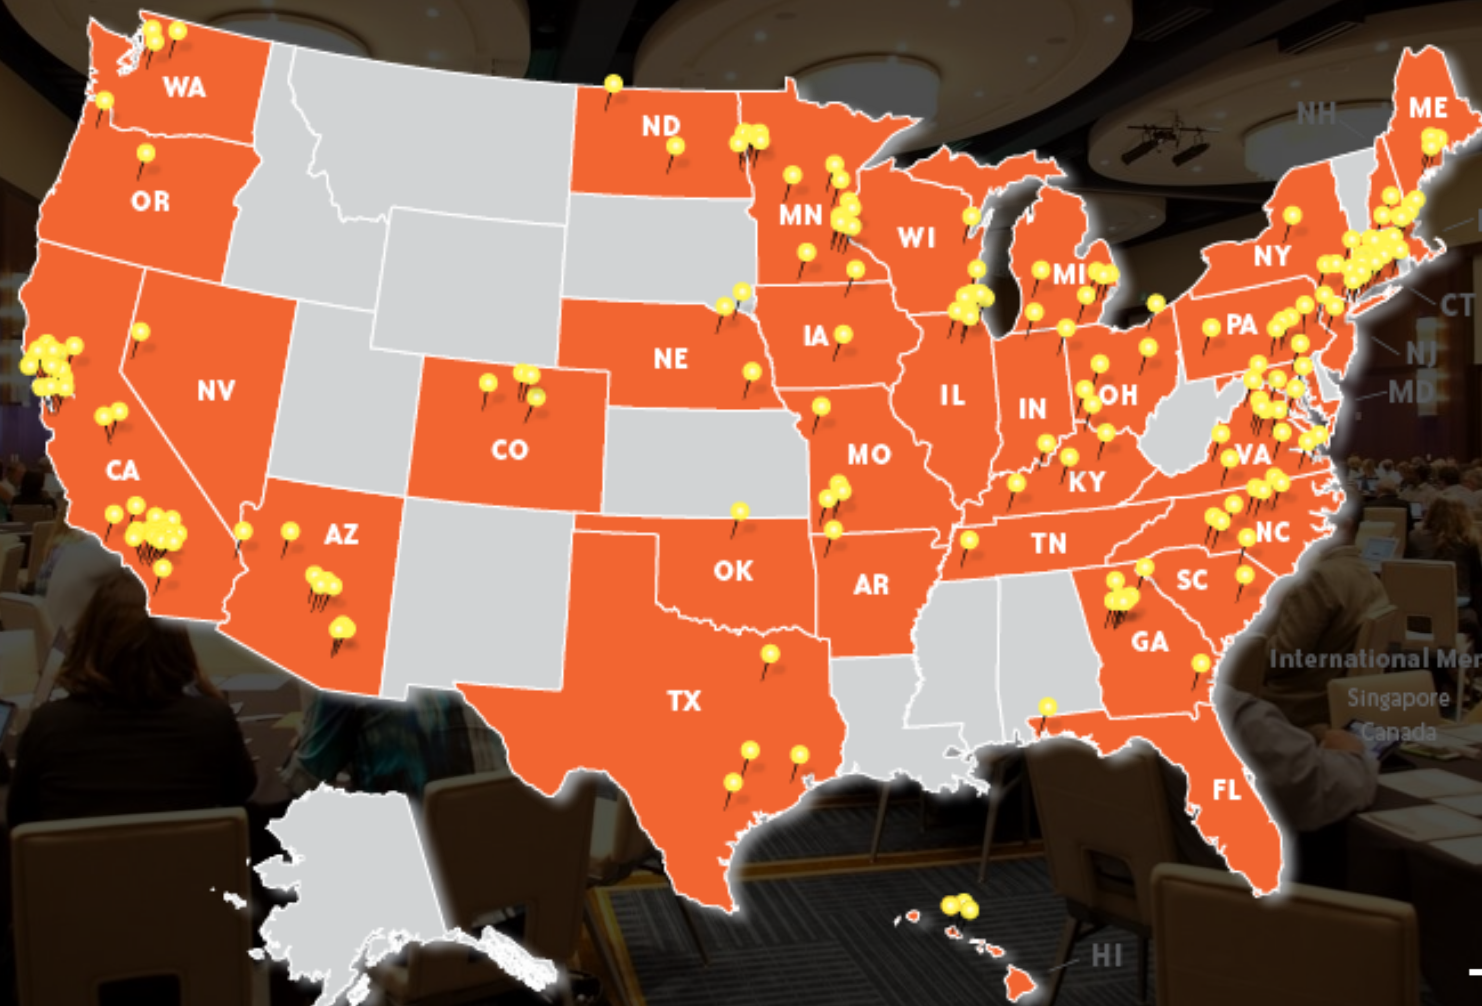 WA
ME
NH
ND
OR
MN
WI
NY
MI
CT
PA
IA
NJ
NE
NV
MD
IL
IN
OH
CO
MO
VA
CA
KY
AZ
NC
TN
OK
AR
SC
GA
International Mer
TX
Singapore
Canada
FL
HI